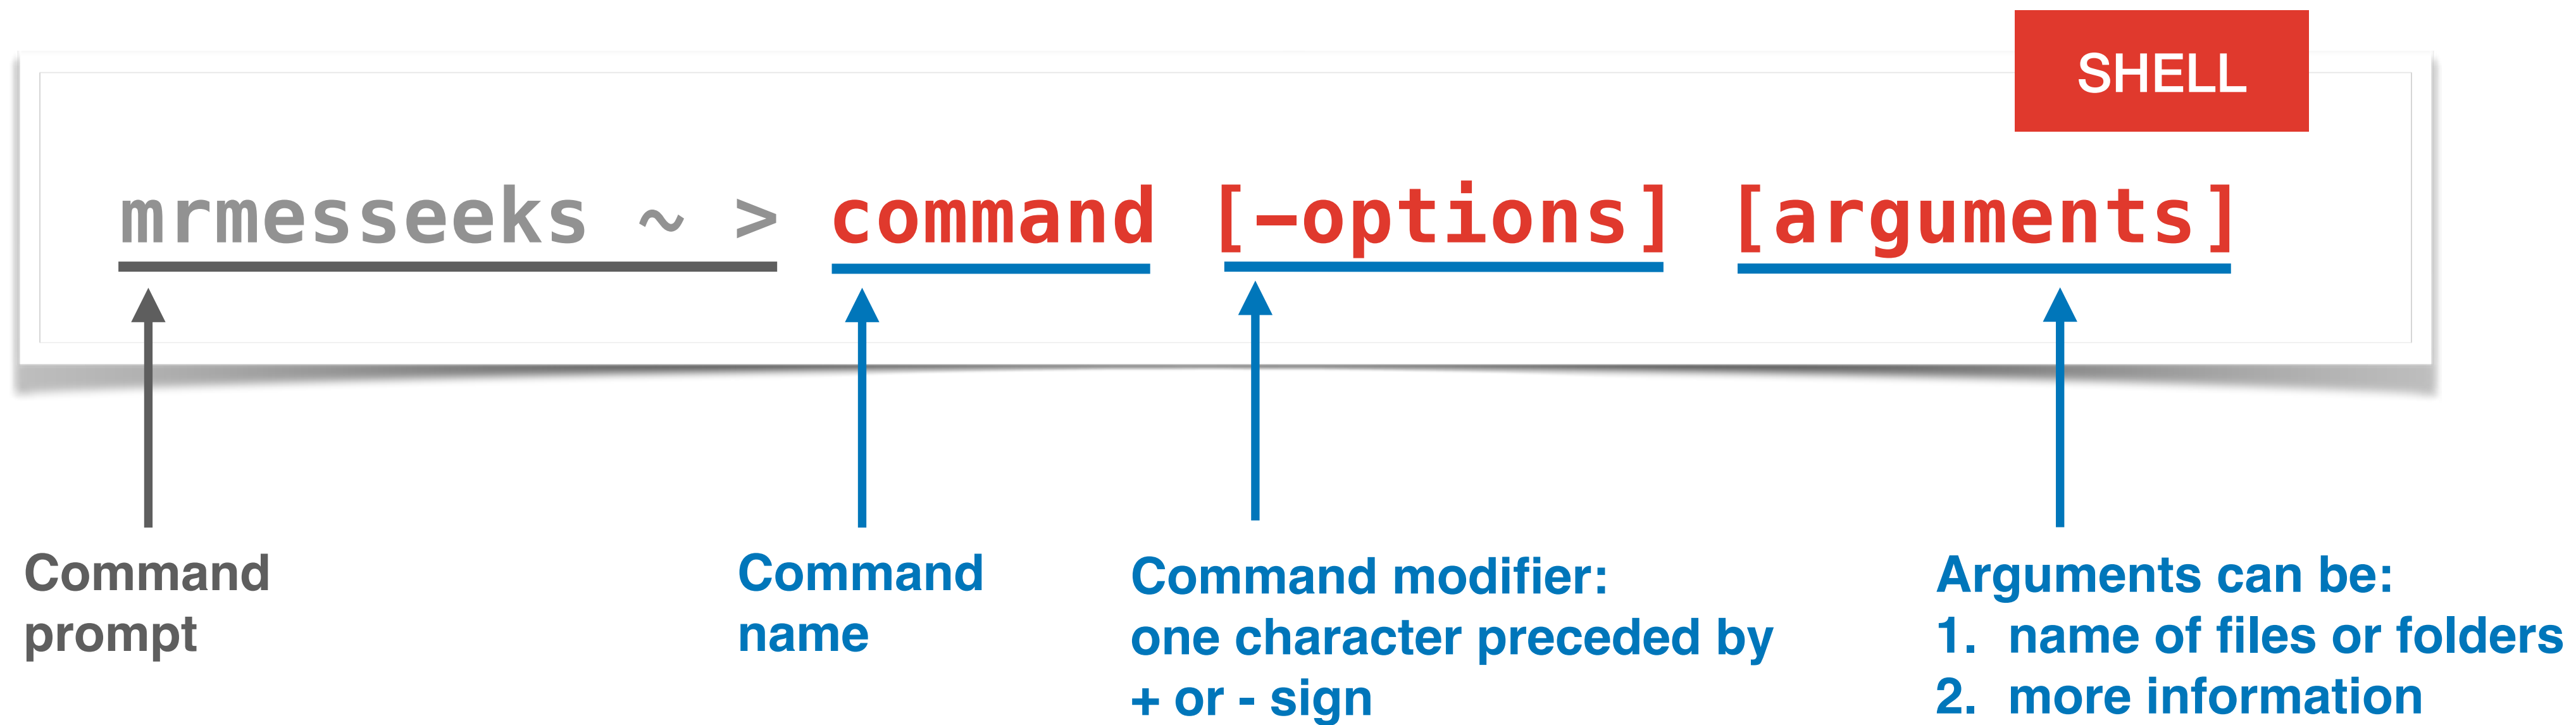 SHELL
mrmesseeks ~ > command [–options] [arguments]
Command
prompt
Command
name
Command modifier:
one character preceded by
+ or - sign
Arguments can be:
1. name of files or folders
2. more information